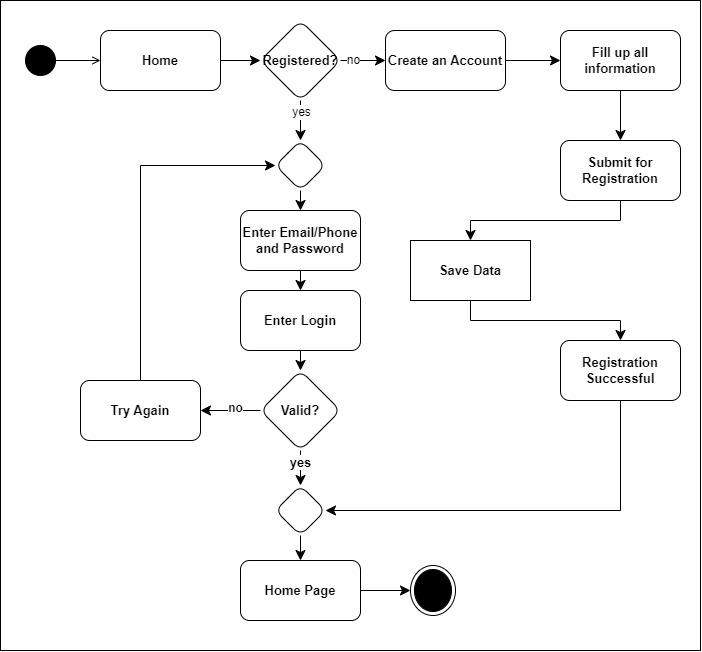 Home
Registered?
no
Create an Account
Fill up all
information
yes
Submit for
Registration
Enter Email/Phone
and Password
Save Data
Enter Login
Registration
Successful
Try Again
no
Valid?
yes
Home Page